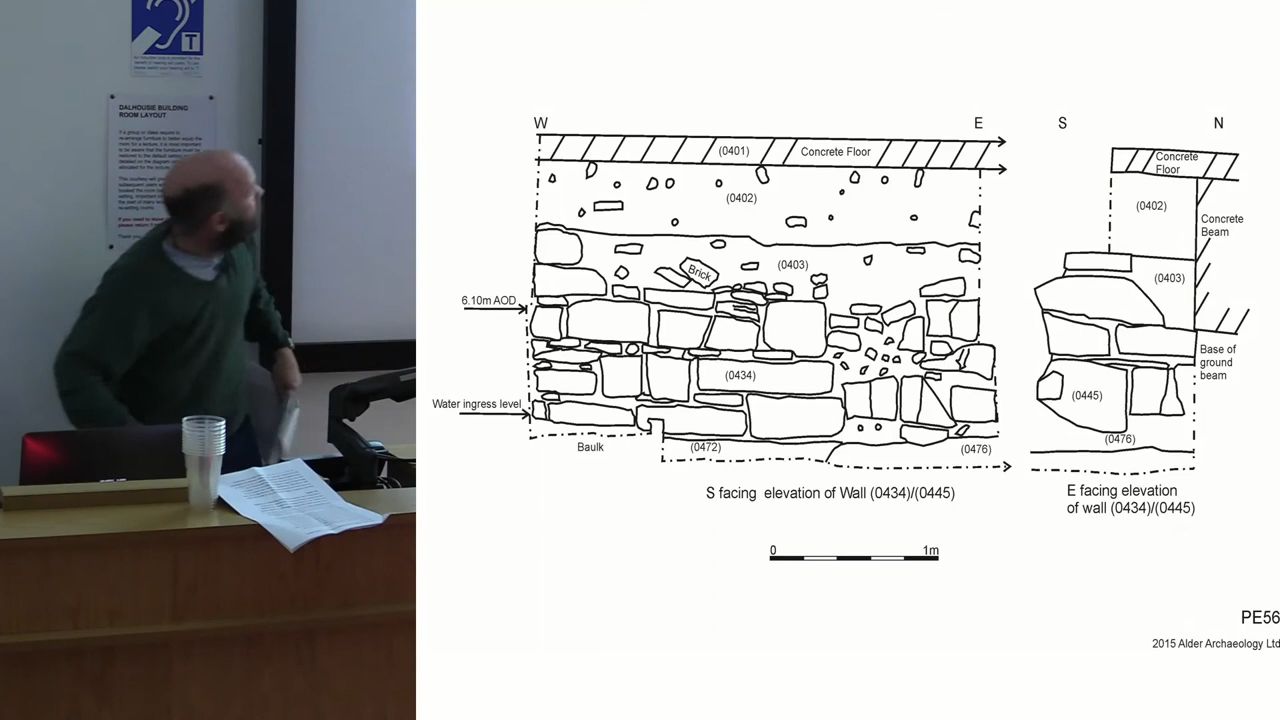 T
DALHOUSIE BUILDING
ROOM LAYOUT
W
E
S
N
(0401)
Concrete Floor
Concrete
Floor
(0402)
(0402)
Concrete
Beam
(0403)
Brick
(0403)
6.10m AOD
Base of
ground
beam
(0434)
(0445)
Water ingress level
Baulk
(0472)
(0476)
(0476)
S facing elevation of Wall (0434)/(0445)
E facing elevation
of wall (0434)/(0445)
0
1m
PE56
2015 Alder Archaeology Ltd